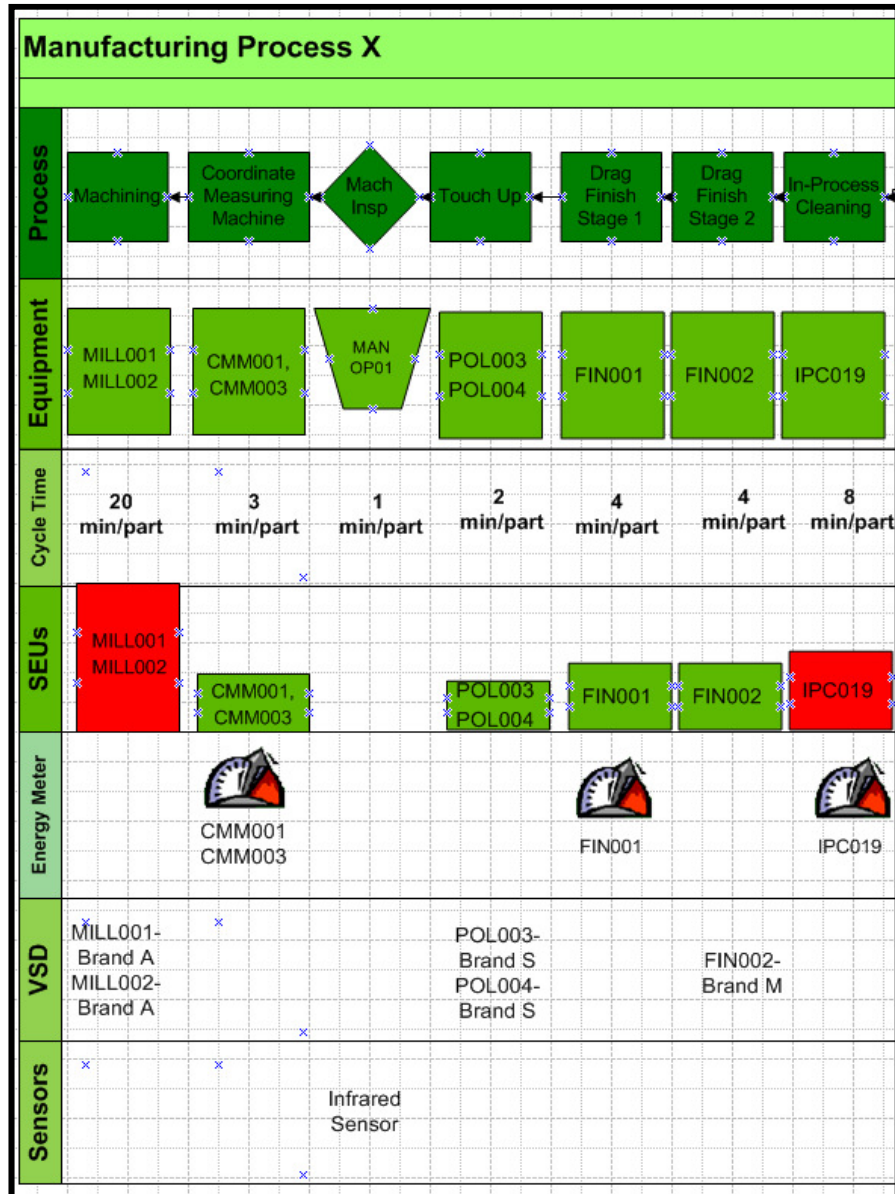 Manufacturing Process X
Process
Machining
Coordinate
Measuring
Machine
Mach
Insp
Touch Up
Drag
Finish
Stage 1
Drag
Finish
Stage 2
In-Process
Cleaning
Equipment
MILL001
MILL002
CMM001,
CMM003
MAN
OP01
POL003
POL004
FIN001
FIN002
IPC019
Cycle Time
20
min/part
3
min/part
1
min/part
2
min/part
4
min/part
4
min/part
8
min/part
SEUs
MILL001
MILL002
CMM001,
CMM003
POL003
POL004
FIN001
FIN002
IPC019
Energy Meter
CMM001
CMM003
FIN001
IPC019
VSD
MILL001-
Brand A
MILL002-
Brand A
POL003-
Brand S
POL004-
Brand S
FIN002-
Brand M
Sensors
Infrared
Sensor